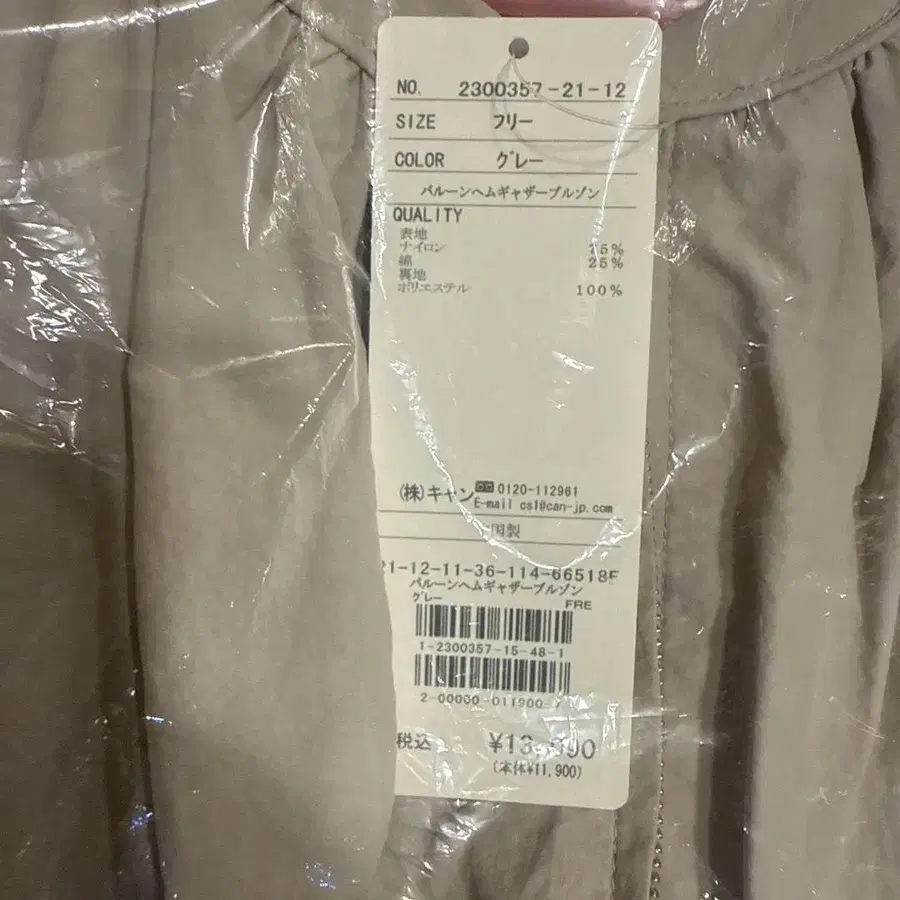 NO. 2300357-21-12
SIZE フリー
COLOR グレー
バルーンヘムギャザーブルゾン
QUALITY
表地
ナイロン 75%
綿 25%
裏地
ポリエステル 100%
(株)キャン 0120-112961
E-mail csl@can-jp.com
国製
1-12-11-36-114-66518F
バルーンヘムギャザーブルゾン
グレー
FRE
1-2300357-15-48-1
2-00000-011900-7
税込 ¥13,090
(本体¥11,900)